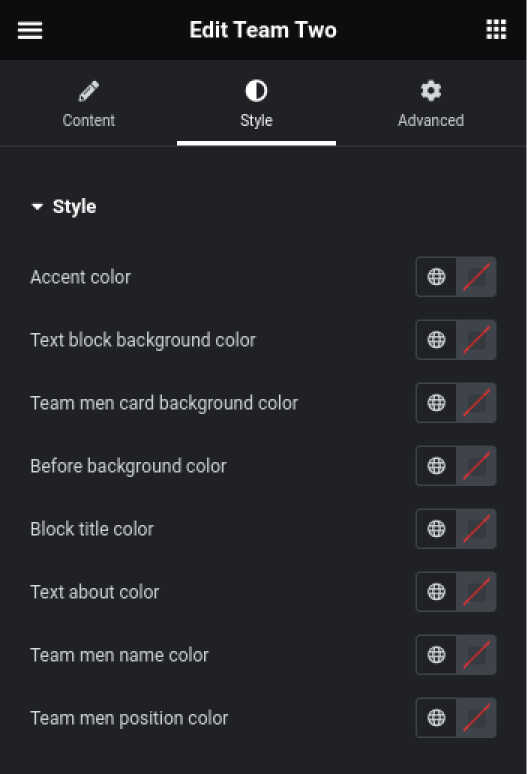 Edit Team Two
Content
Style
Advanced
Style
Accent color
Text block background color
Team men card background color
Before background color
Block title color
Text about color
Team men name color
Team men position color